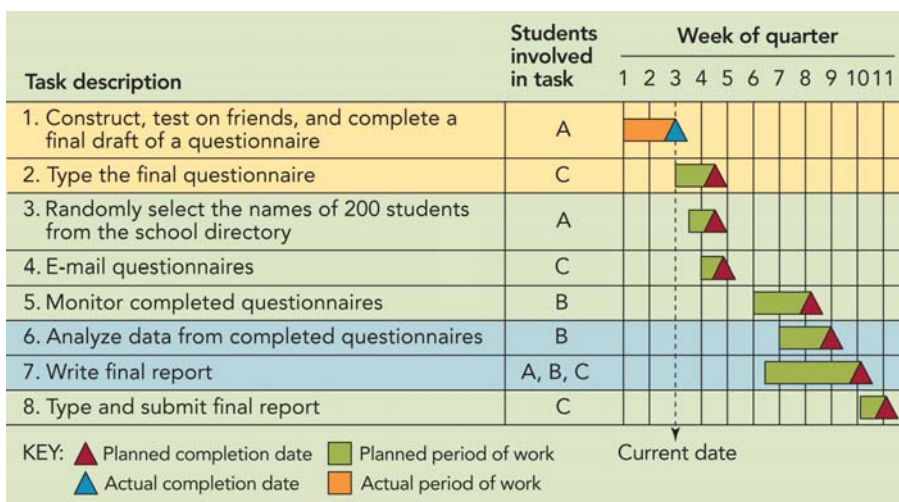 Students involved in task
Week of quarter
Task description
1 2 3 4 5 6 7 8 9 10 11
1. Construct, test on friends, and complete a
final draft of a questionnaire
A
2. Type the final questionnaire
C
3. Randomly select the names of 200 students
from the school directory
A
4. E-mail questionnaires
C
5. Monitor completed questionnaires
B
6. Analyze data from completed questionnaires
B
7. Write final report
A, B, C
8. Type and submit final report
C
KEY: Planned completion date Planned period of work
Actual completion date Actual period of work
Current date